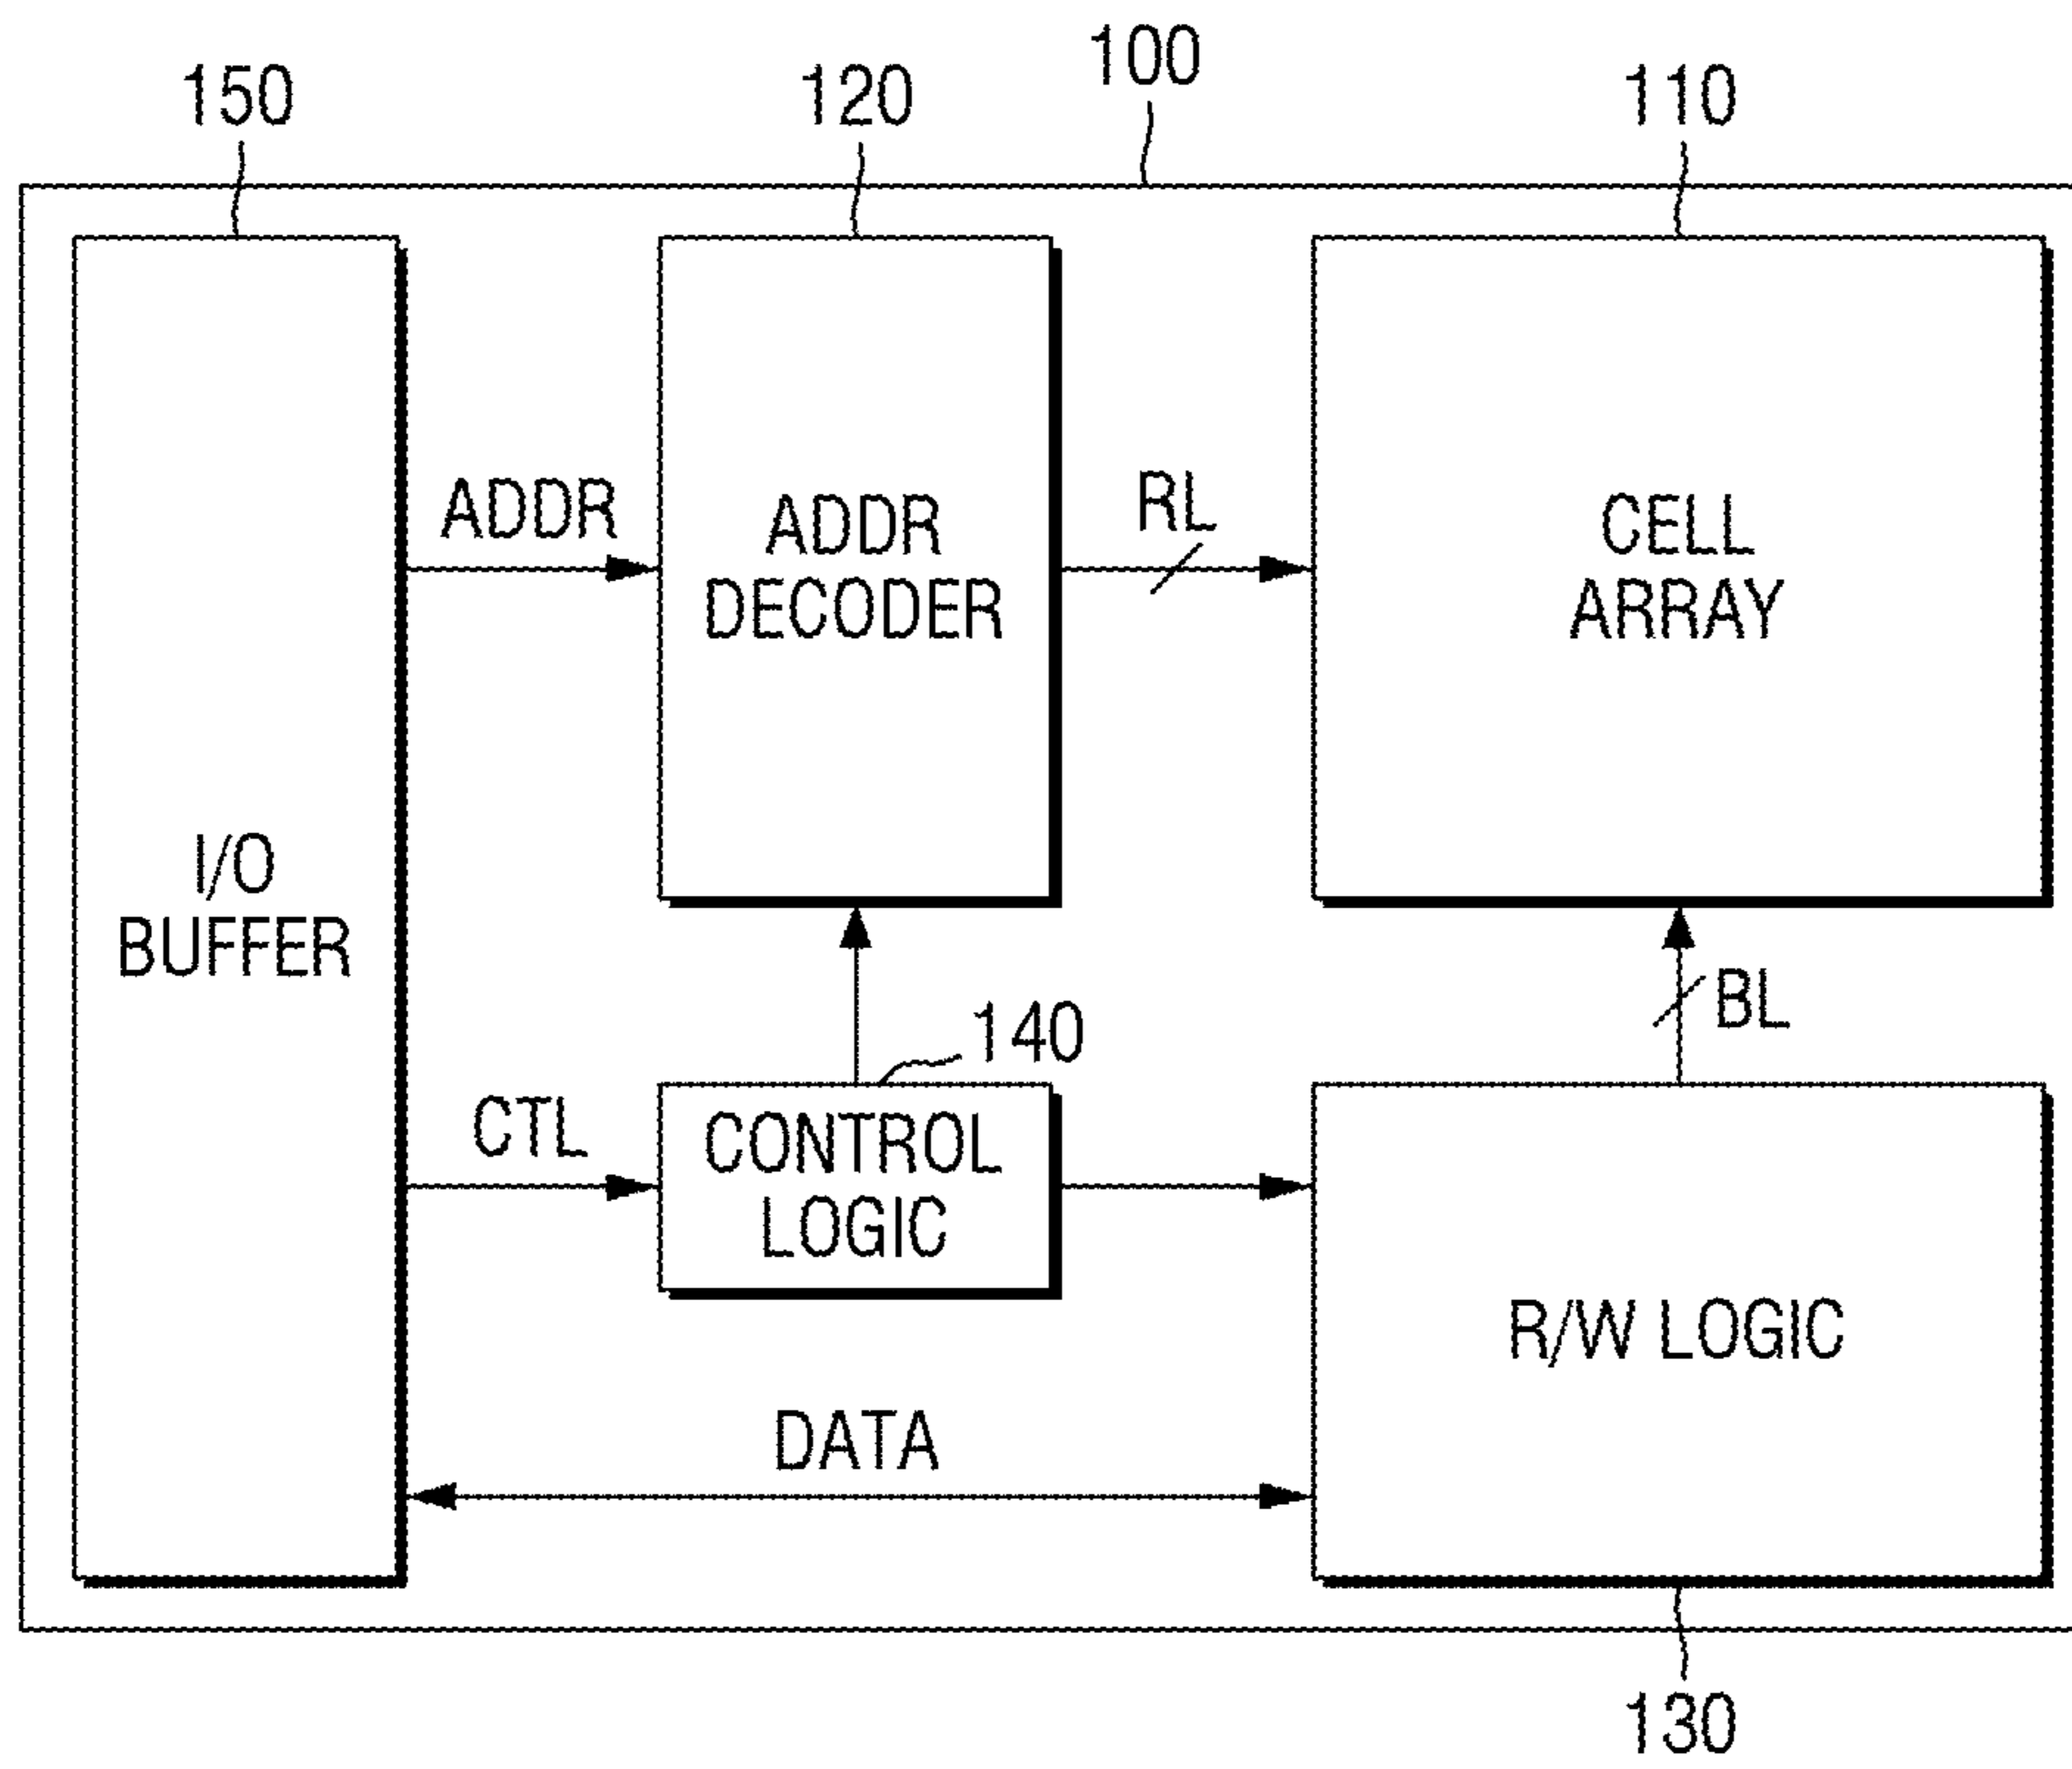 100
150
120
110
ADDR
RL
ADDR
DECODER
CELL
ARRAY
I/O
BUFFER
BL
140
CTL
CONTROL
LOGIC
R/W LOGIC
DATA
130